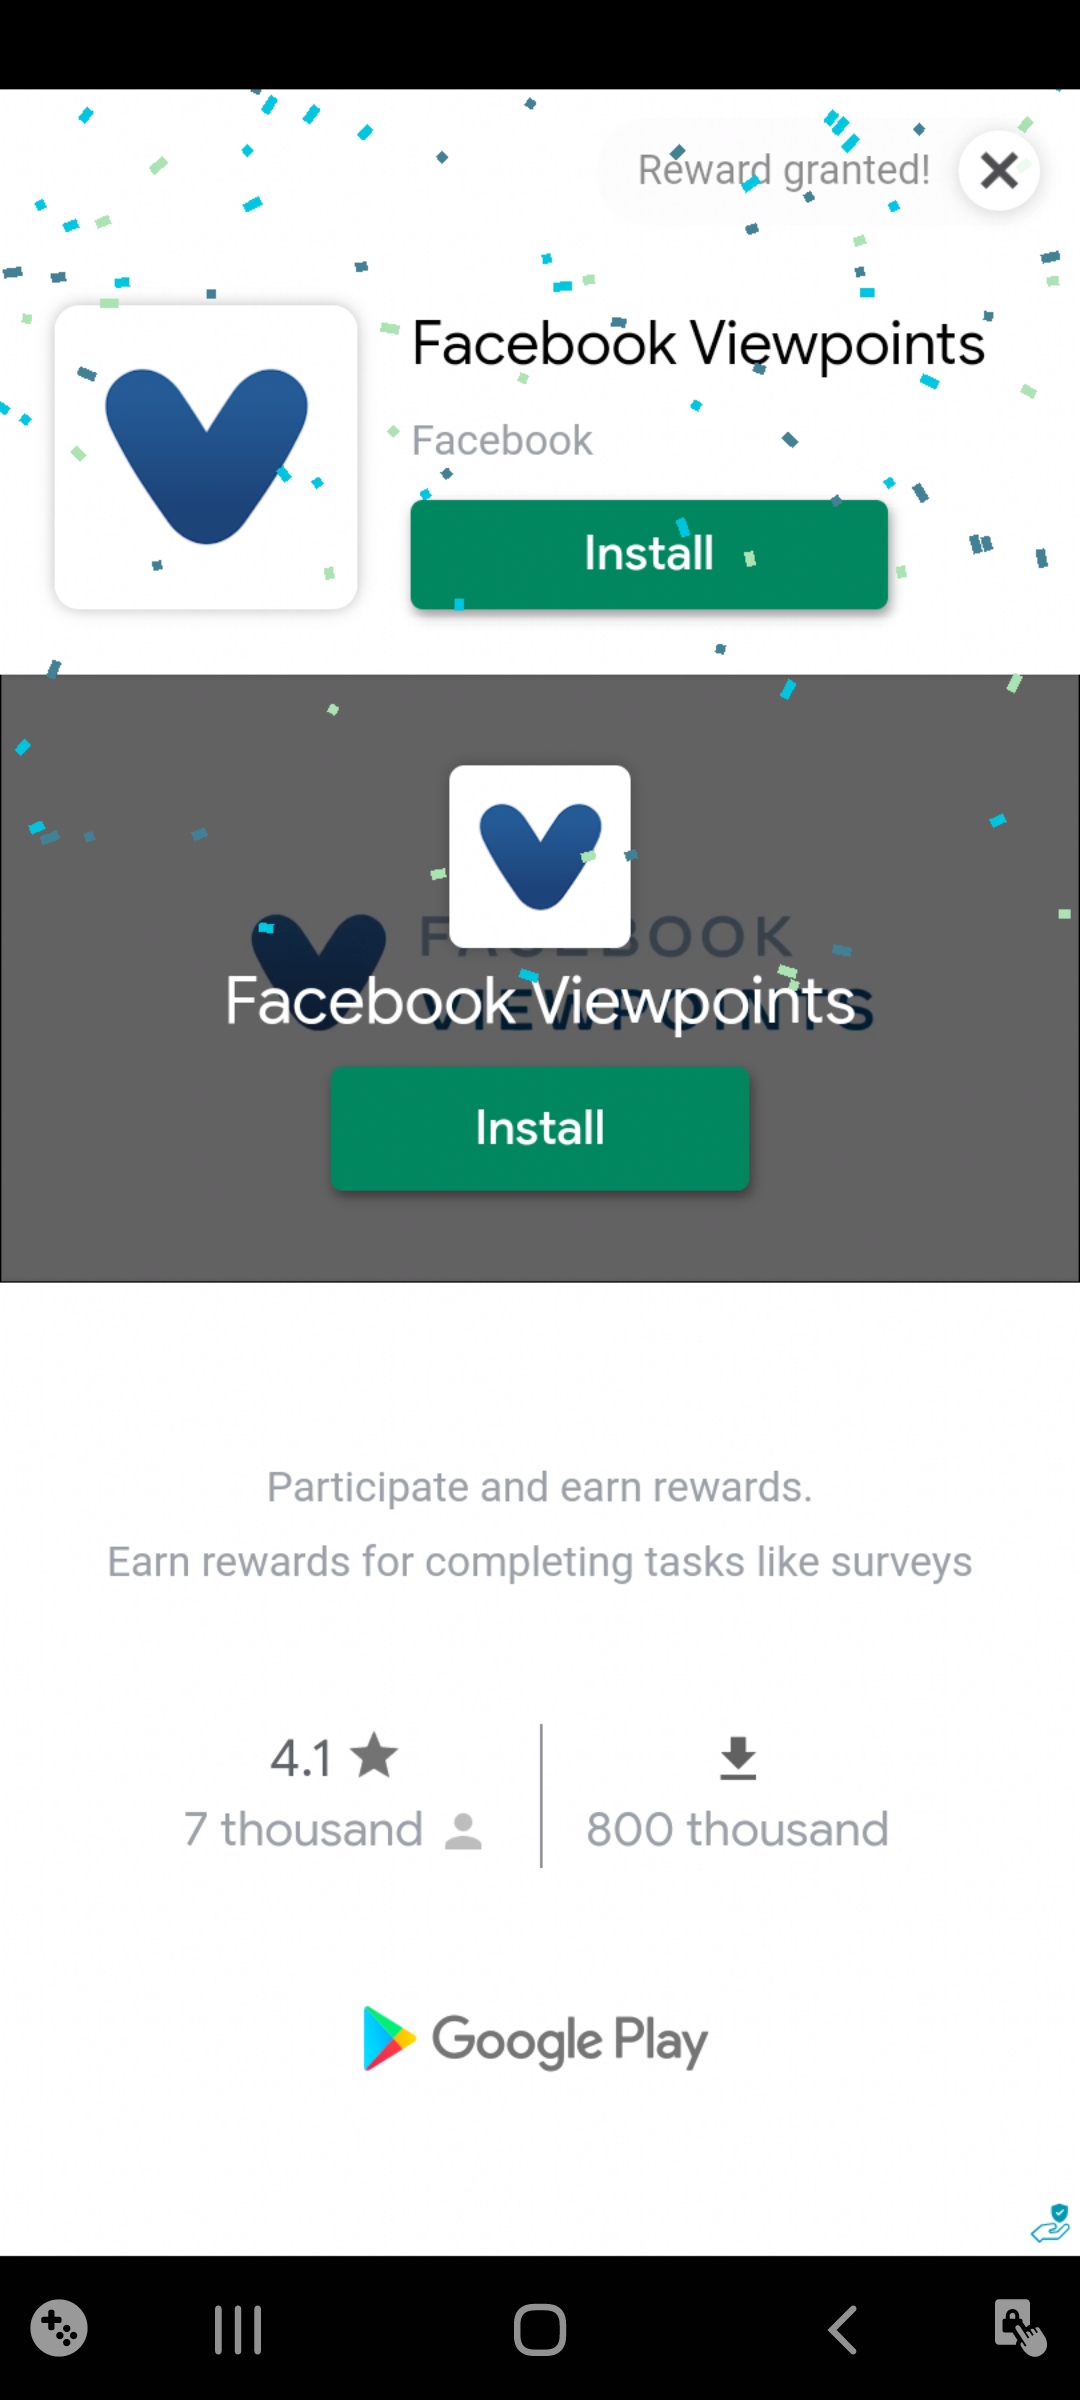 Reward granted!
Facebook Viewpoints
Facebook
Install
FACEBOOK
VIEWPOINTS
Facebook Viewpoints
Install
Participate and earn rewards.
Earn rewards for completing tasks like surveys
4.1
7 thousand
800 thousand
Google Play